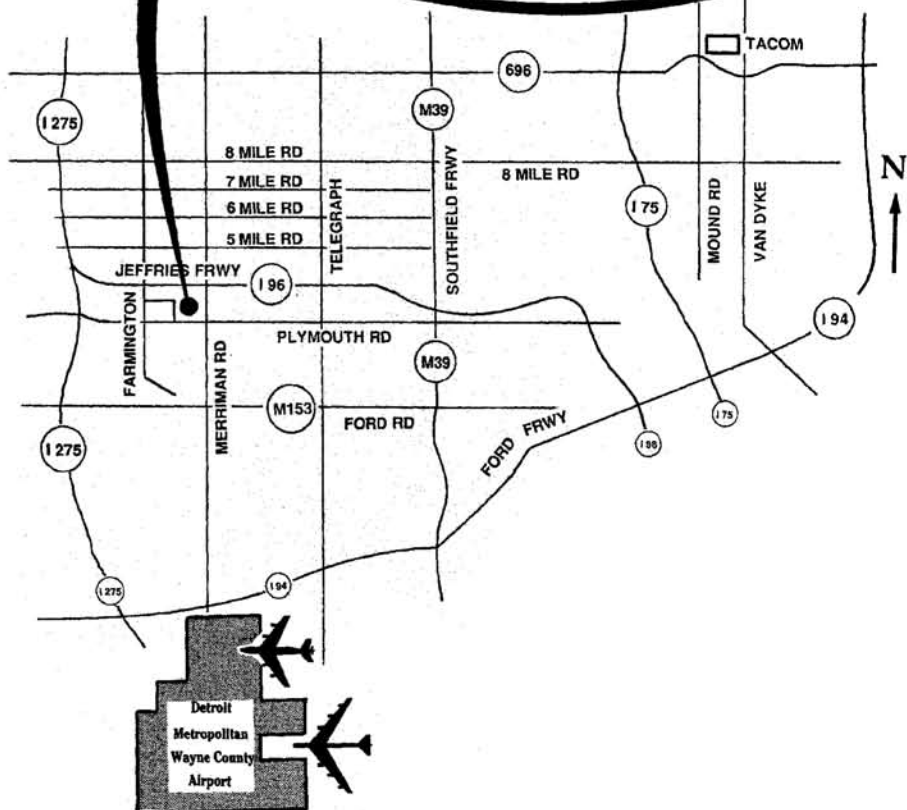 TACOM
696
I 275
M39
8 MILE RD
8 MILE RD
7 MILE RD
6 MILE RD
5 MILE RD
TELEGRAPH
SOUTHFIELD FRWY
I 75
MOUND RD
VAN DYKE
N
JEFFRIES FRWY
I 96
I 94
PLYMOUTH RD
FARMINGTON
MERRIMAN RD
M39
M153
FORD RD
FORD FRWY
I 75
I 96
I 275
I 275
I 94
Detroit
Metropolitan
Wayne County
Airport